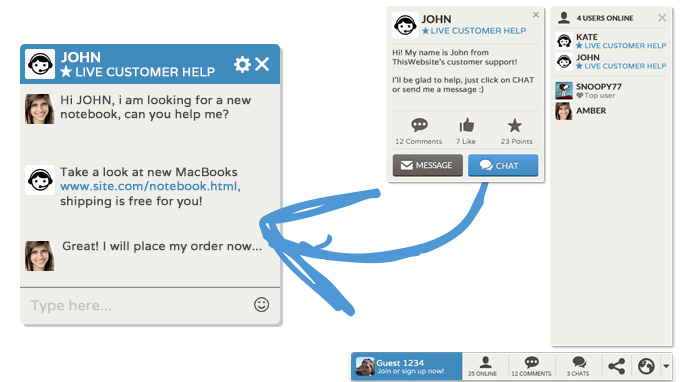 JOHN
★ LIVE CUSTOMER HELP
Hi JOHN, i am looking for a new
notebook, can you help me?
Take a look at new MacBooks
www.site.com/notebook.html,
shipping is free for you!
Great! I will place my order now...
Type here...
JOHN
★ LIVE CUSTOMER HELP
Hi! My name is John from
ThisWebsite's customer support!
I'll be glad to help, just click on CHAT
or send me a message :)
12 Comments
7 Like
23 Points
MESSAGE
CHAT
4 USERS ONLINE
KATE
★ LIVE CUSTOMER HELP
JOHN
★ LIVE CUSTOMER HELP
SNOOPY77
Top user
AMBER
Guest 1234
Join or sign up now!
25 ONLINE
12 COMMENTS
3 CHATS